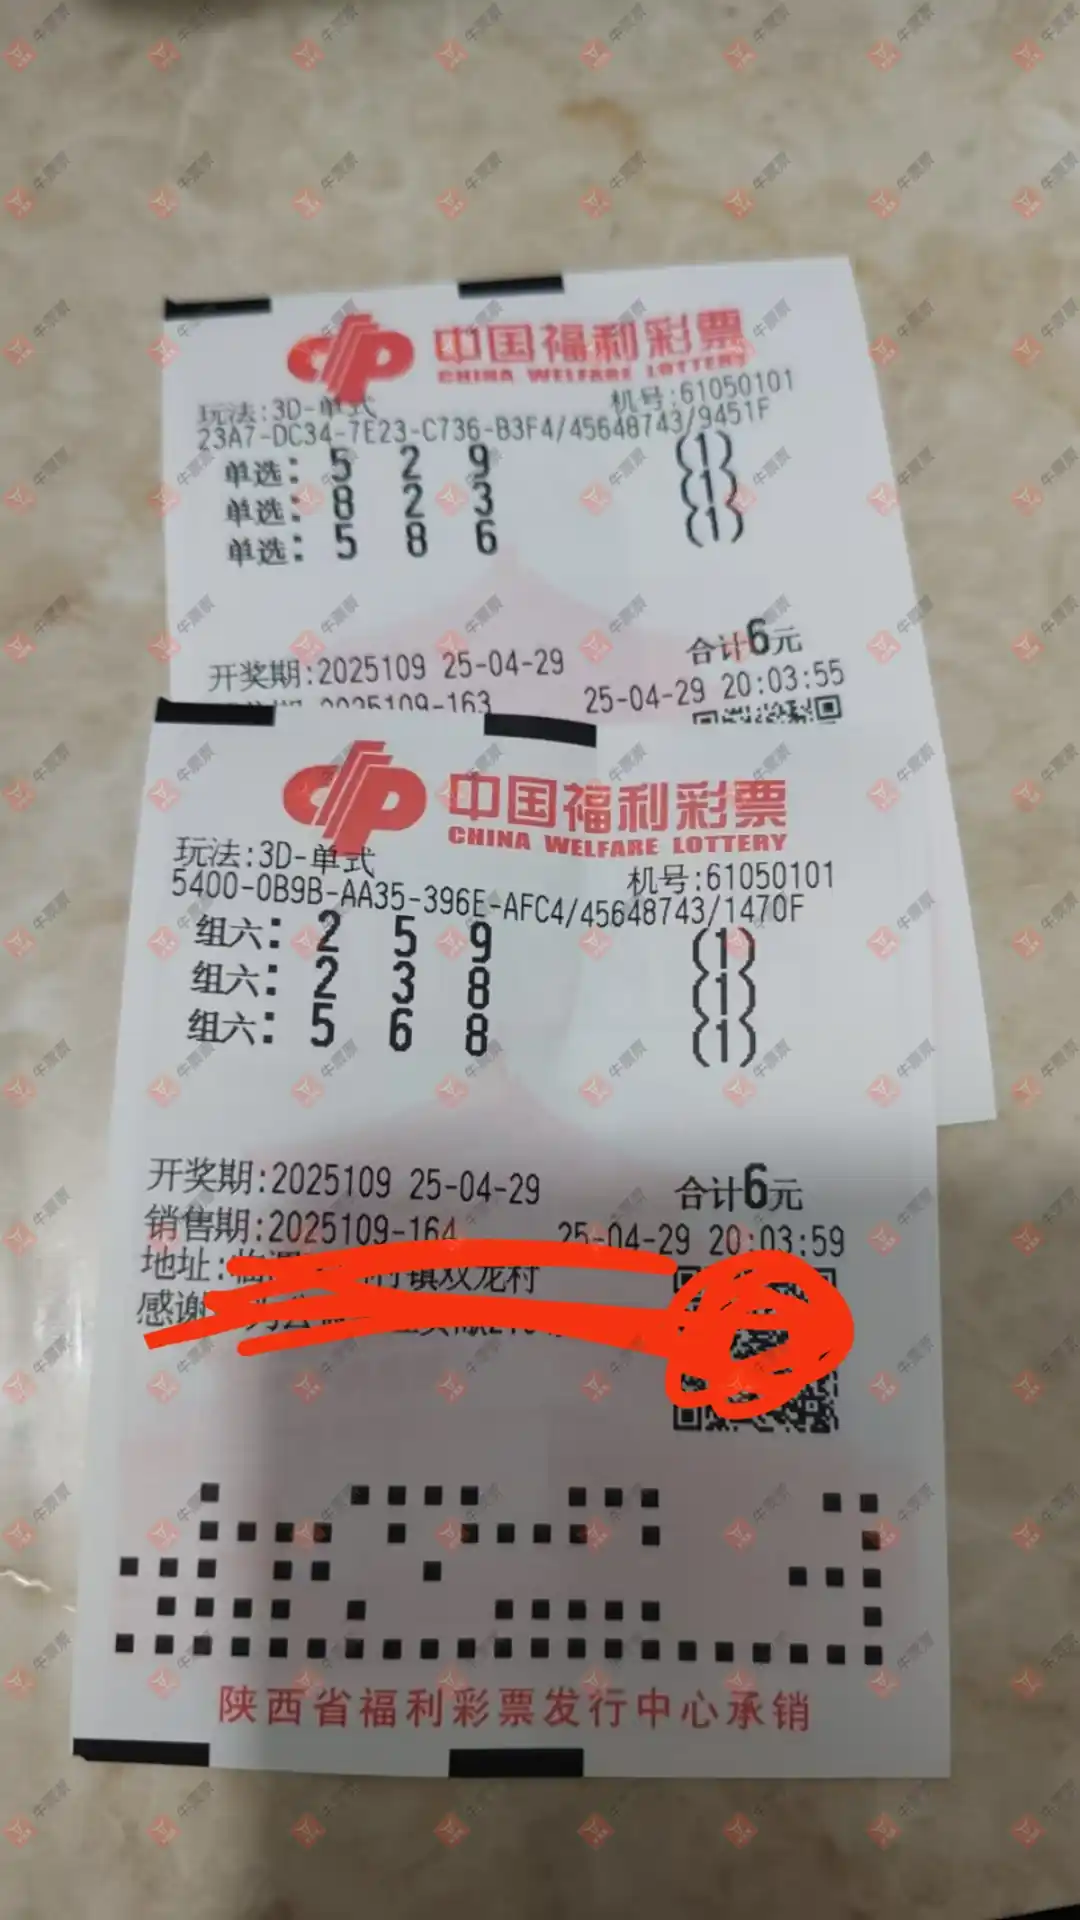 中国福利彩票
CHINA WELFARE LOTTERY
玩法:3D-单式 机号:61050101
23A7-DC34-7E23-C736-B3F4/45648743/9451F
单选: 5 2 9 (1)
单选: 8 2 3 (1)
单选: 5 8 6 (1)
合计6元
开奖期:2025109 25-04-29
2025109-163 25-04-29 20:03:55
中国福利彩票
CHINA WELFARE LOTTERY
玩法:3D-单式 机号:61050101
5400-0B9B-AA35-396E-AFC4/45648743/1470F
组六: 2 5 9 (1)
组六: 2 3 8 (1)
组六: 5 6 8 (1)
开奖期:2025109 25-04-29 合计6元
销售期:2025109-164 25-04-29 20:03:59
地址: 镇双龙村
感谢
陕西省福利彩票发行中心承销
牛票票